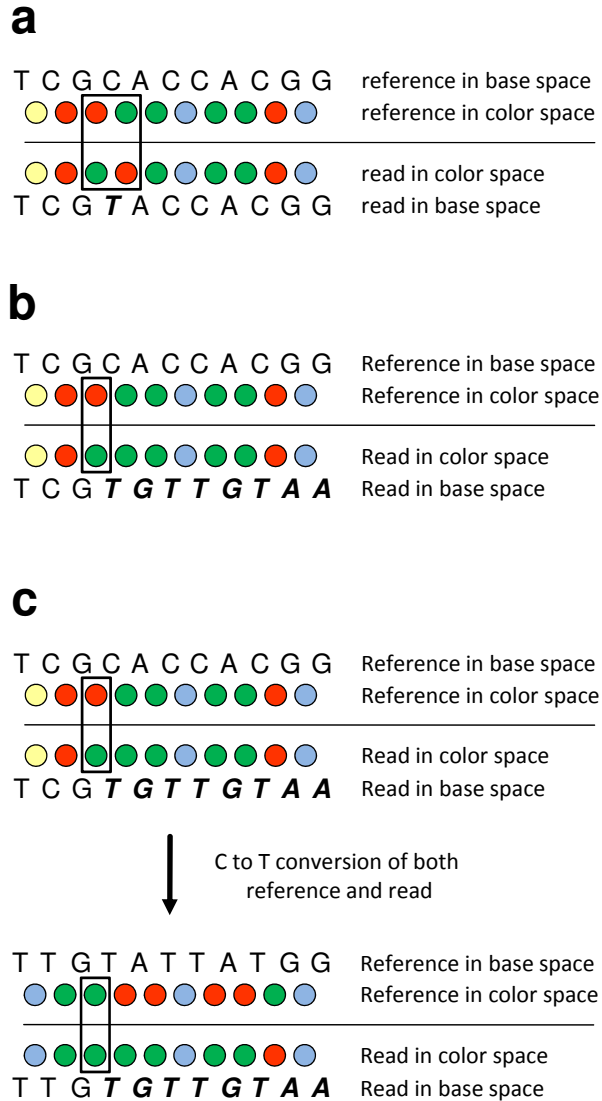 a
T C G C A C C A C G G reference in base space
reference in color space
read in color space
T C G T A C C A C G G read in base space
b
T C G C A C C A C G G Reference in base space
Reference in color space
Read in color space
T C G T G T T G T A A Read in base space
c
T C G C A C C A C G G Reference in base space
Reference in color space
Read in color space
T C G T G T T G T A A Read in base space
C to T conversion of both
reference and read
T T G T A T T A T G G Reference in base space
Reference in color space
Read in color space
T T G T G T T G T A A Read in base space